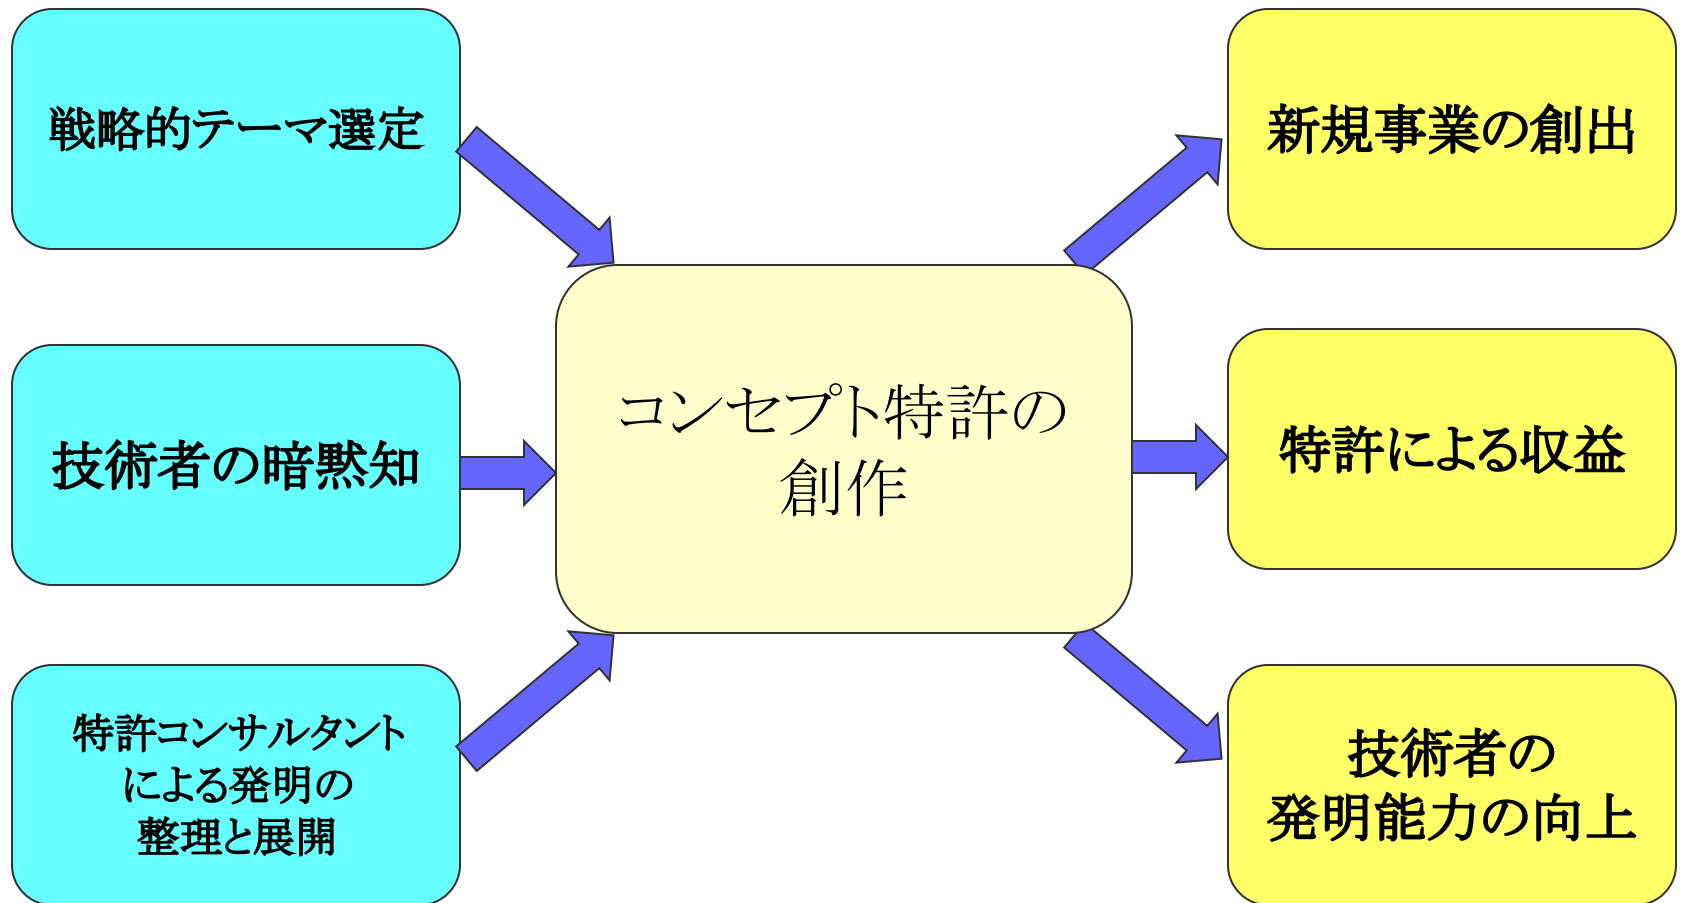 戦略的テーマ選定
技術者の暗黙知
特許コンサルタント
による発明の
整理と展開
コンセプト特許の
創作
新規事業の創出
特許による収益
技術者の
発明能力の向上